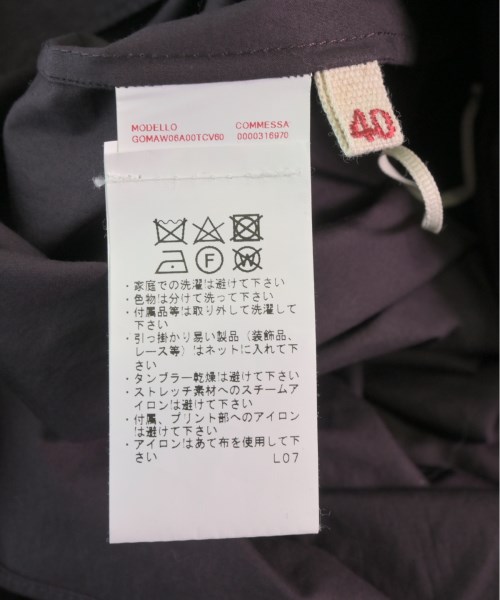 MODELLO COMMESSA
GOMAW06A00TCV60 0000316970
40
F W
・家庭での洗濯は避けて下さい
・色物は分けて洗って下さい
・付属品等は取り外して洗濯して
下さい
・引っ掛かり易い製品（装飾品、
レース等）はネットに入れて下
さい
・タンブラー乾燥は避けて下さい
・ストレッチ素材へのスチームア
イロンは避けて下さい
・付属、プリント部へのアイロン
は避けて下さい
・アイロンはあて布を使用して下
さい L07